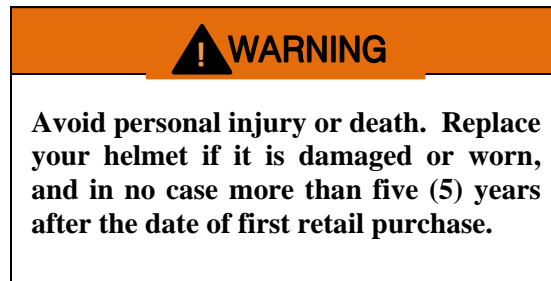 WARNING
Avoid personal injury or death. Replace
your helmet if it is damaged or worn,
and in no case more than five (5) years
after the date of first retail purchase.